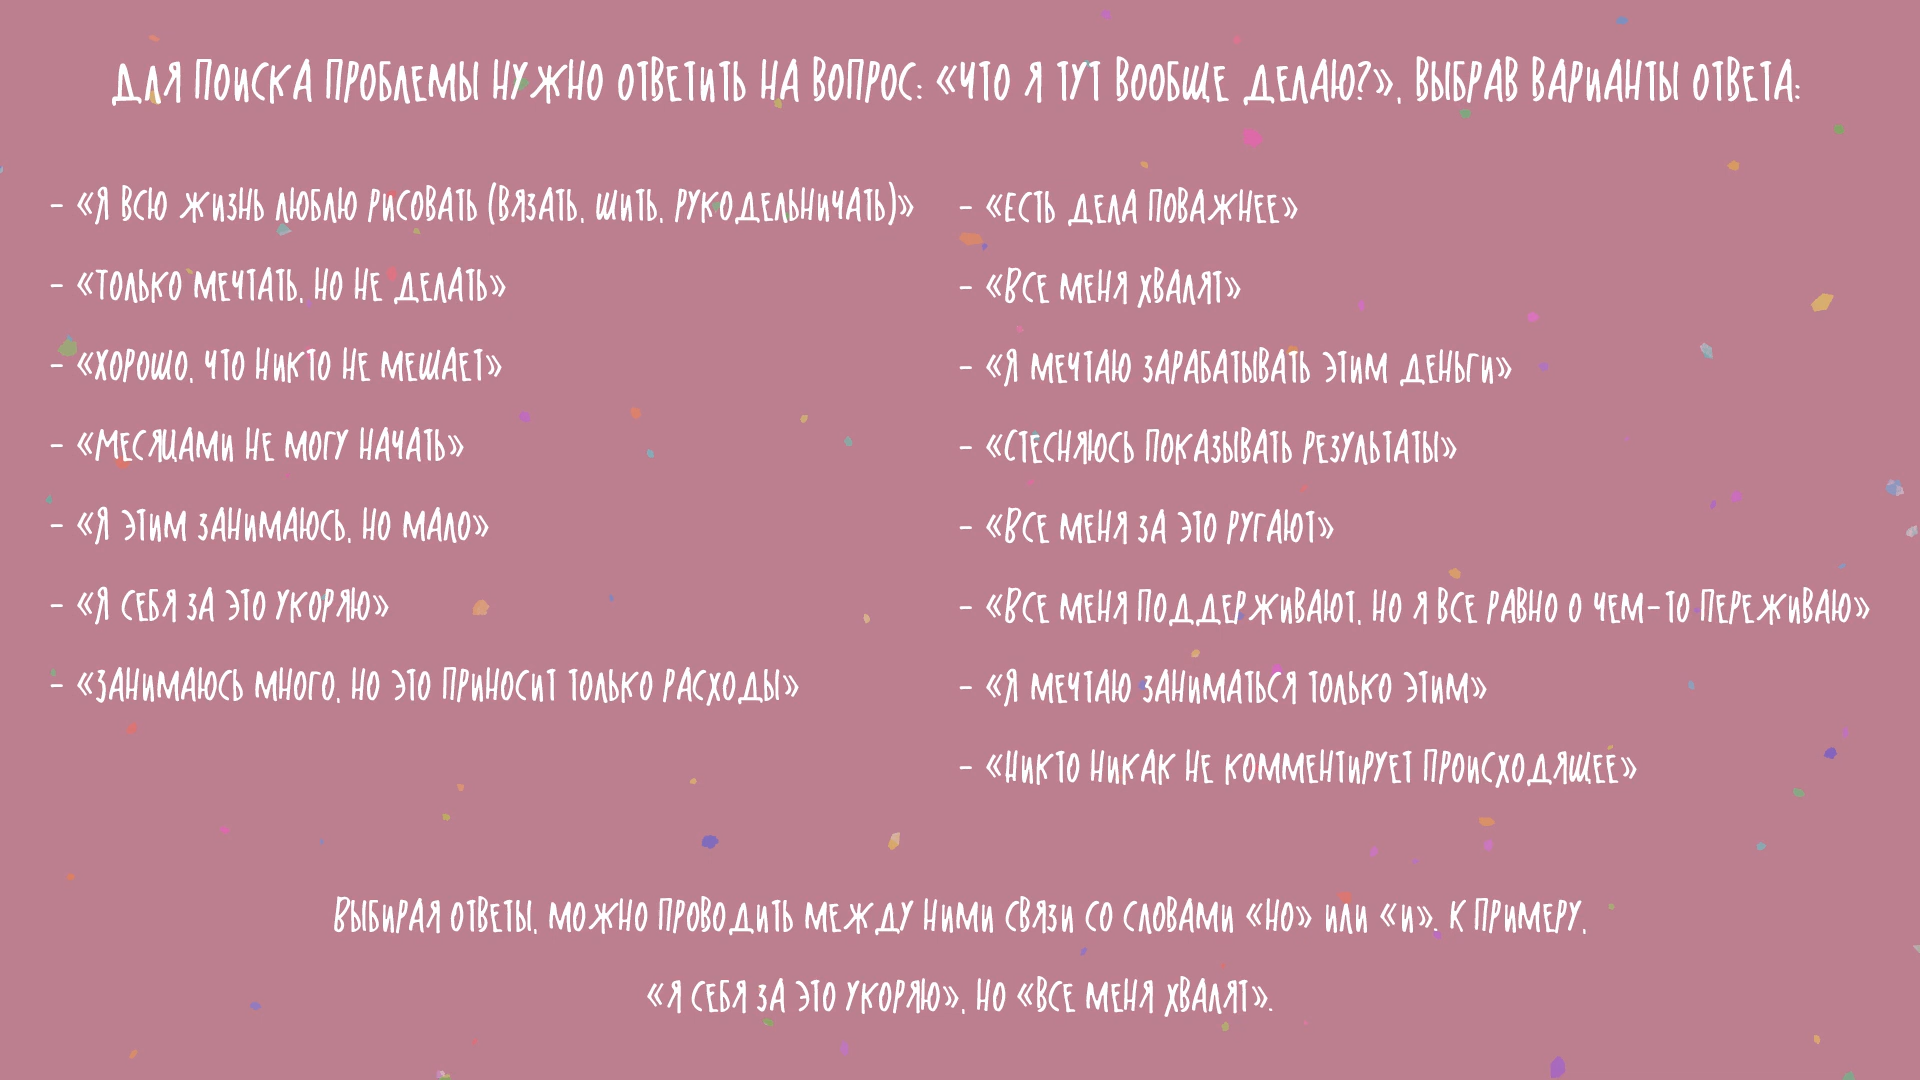 Для поиска проблемы нужно ответить на вопрос: «Что я тут вообще делаю?», выбрав варианты ответа:
- «Я всю жизнь люблю рисовать (вязать, шить, рукодельничать)»
- «Только мечтать, но не делать»
- «Хорошо, что никто не мешает»
- «Месяцами не могу начать»
- «Я этим занимаюсь, но мало»
- «Я себя за это укоряю»
- «Занимаюсь много, но это приносит только расходы»
- «Есть дела поважнее»
- «Все меня хвалят»
- «Я мечтаю зарабатывать этим деньги»
- «Стесняюсь показывать результаты»
- «Все меня за это ругают»
- «Все меня поддерживают, но я все равно о чем-то переживаю»
- «Я мечтаю заниматься только этим»
- «Никто никак не комментирует происходящее»
Выбирая ответы, можно проводить между ними связи со словами «но» или «и». К примеру,
«Я себя за это укоряю», но «Все меня хвалят».